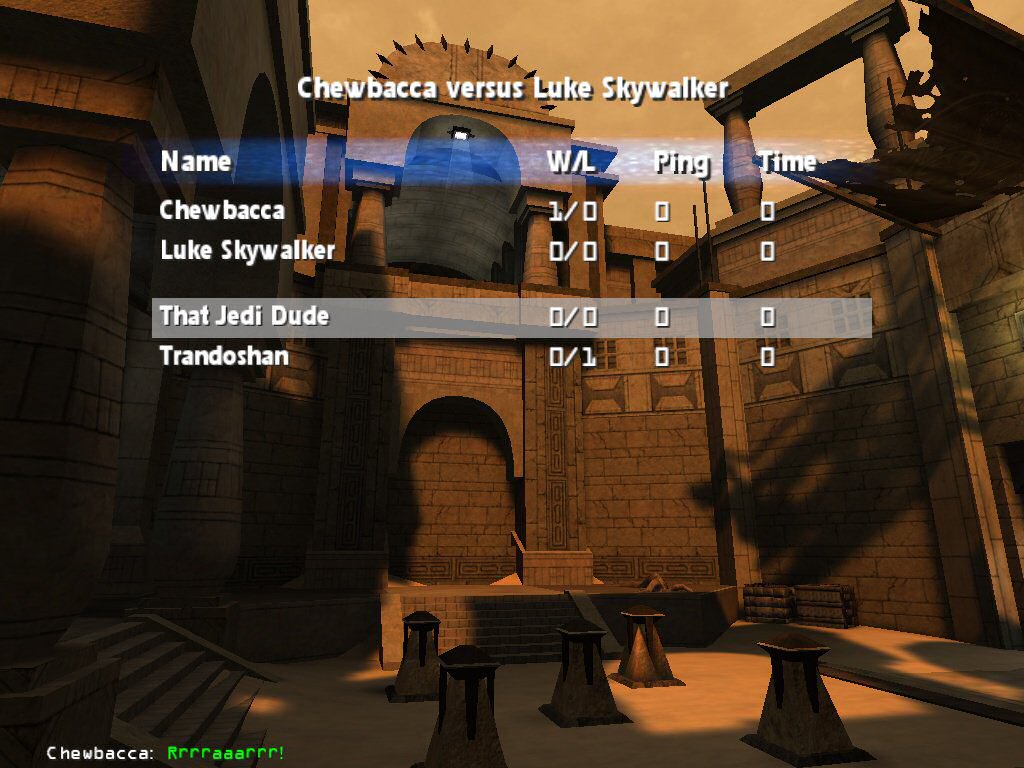 Chewbacca versus Luke Skywalker
Name W/L Ping Time
Chewbacca 1/0 0 0
Luke Skywalker 0/0 0 0
That Jedi Dude 0/0 0 0
Trandoshan 0/1 0 0
Chewbacca: Rrrraaarrr!